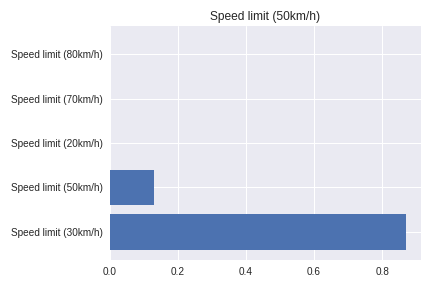 Speed limit (50km/h)
Speed limit (80km/h)
Speed limit (70km/h)
Speed limit (20km/h)
Speed limit (50km/h)
Speed limit (30km/h)
0.0 0.2 0.4 0.6 0.8